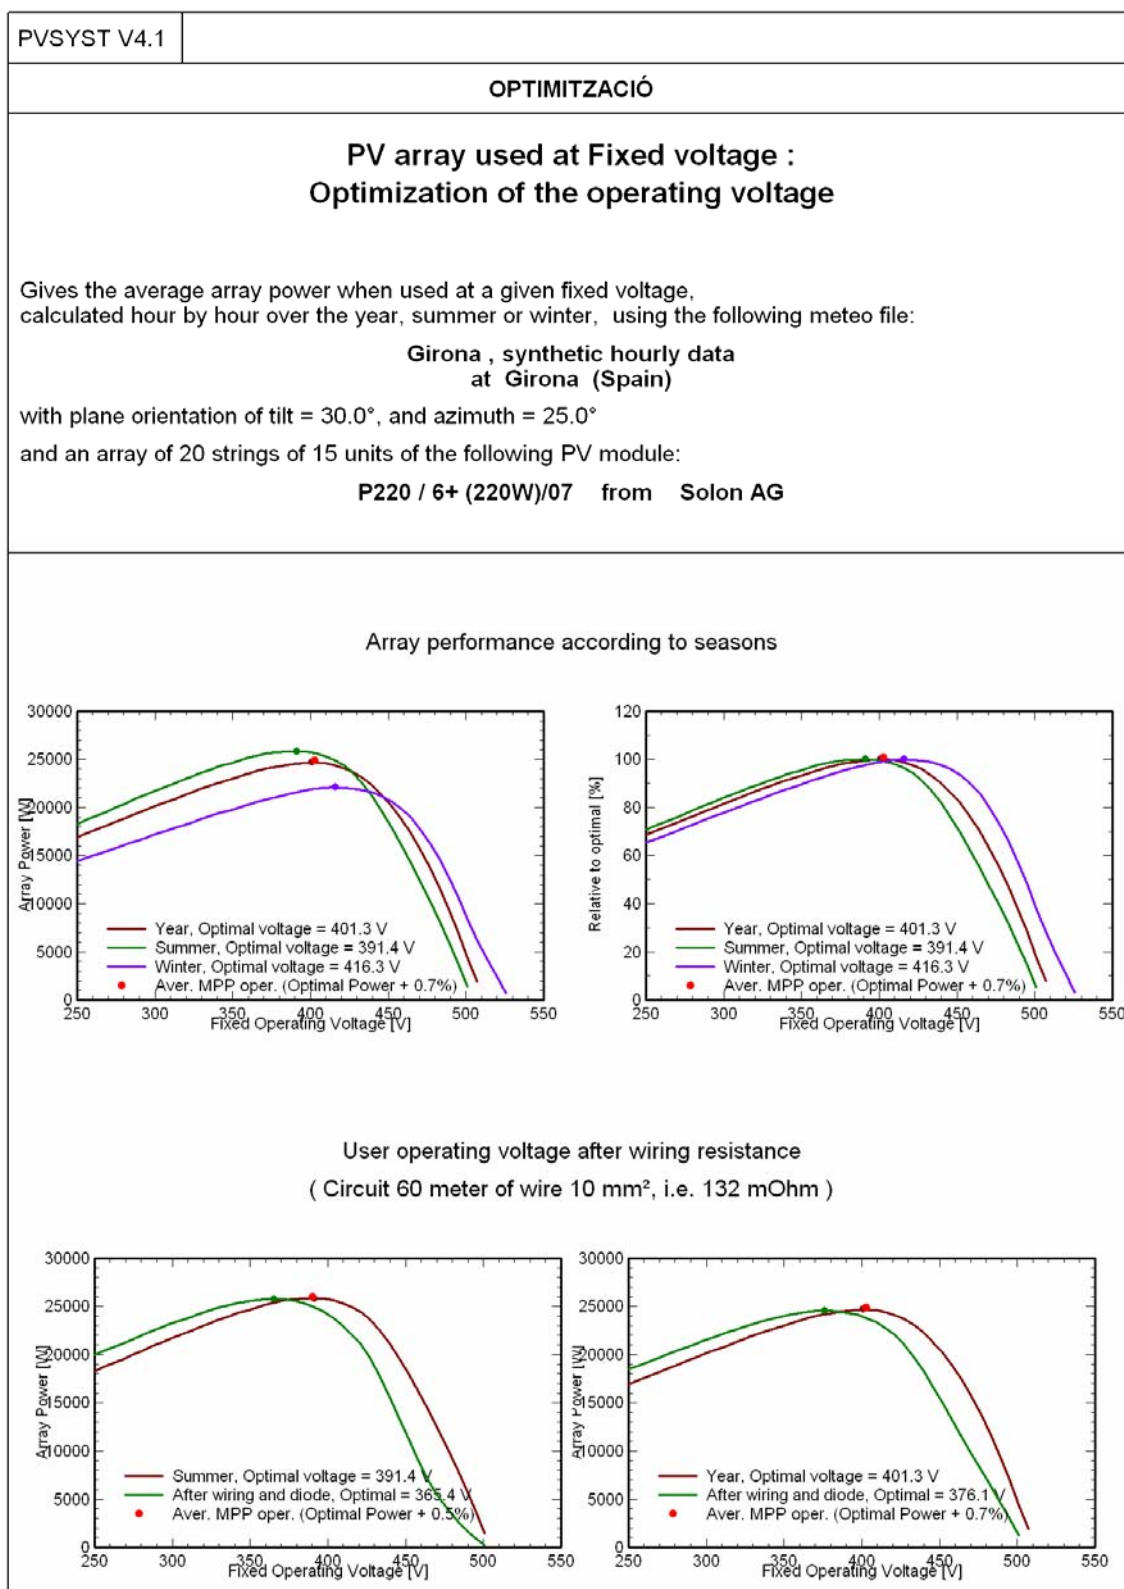 PVSYST V4.1
OPTIMITZACIÓ
PV array used at Fixed voltage :
Optimization of the operating voltage
Gives the average array power when used at a given fixed voltage,
calculated hour by hour over the year, summer or winter, using the following meteo file:
Girona , synthetic hourly data
at Girona (Spain)
with plane orientation of tilt = 30.0°, and azimuth = 25.0°
and an array of 20 strings of 15 units of the following PV module:
P220 / 6+ (220W)/07 from Solon AG
Array performance according to seasons
30000
25000
20000
15000
10000
5000
0
Array Power [W]
Year, Optimal voltage = 401.3 V
Summer, Optimal voltage = 391.4 V
Winter, Optimal voltage = 416.3 V
Aver. MPP oper. (Optimal Power + 0.7%)
250 300 350 400 450 500 550
Fixed Operating Voltage [V]
120
100
80
60
40
20
0
Relative to optimal [%]
Year, Optimal voltage = 401.3 V
Summer, Optimal voltage = 391.4 V
Winter, Optimal voltage = 416.3 V
Aver. MPP oper. (Optimal Power + 0.7%)
250 300 350 400 450 500 550
Fixed Operating Voltage [V]
User operating voltage after wiring resistance
( Circuit 60 meter of wire 10 mm², i.e. 132 mOhm )
30000
25000
20000
15000
10000
5000
0
Array Power [W]
Summer, Optimal voltage = 391.4 V
After wiring and diode, Optimal = 365.4 V
Aver. MPP oper. (Optimal Power + 0.5%)
250 300 350 400 450 500 550
Fixed Operating Voltage [V]
30000
25000
20000
15000
10000
5000
0
Array Power [W]
Year, Optimal voltage = 401.3 V
After wiring and diode, Optimal = 376.1 V
Aver. MPP oper. (Optimal Power + 0.7%)
250 300 350 400 450 500 550
Fixed Operating Voltage [V]